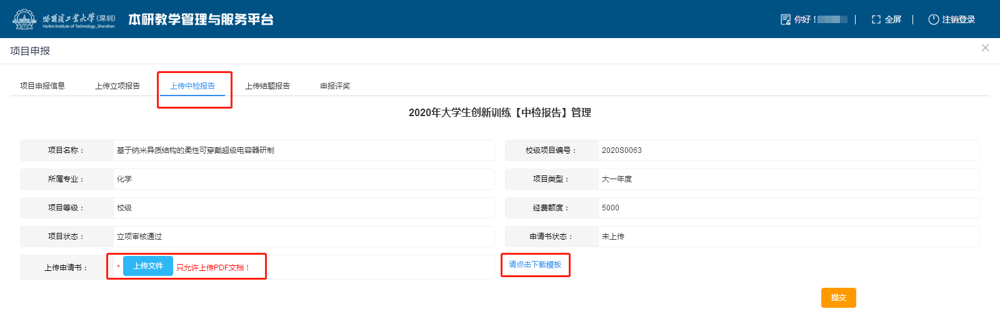 哈爾濱工業大學(深圳)
Harbin Institute of Technology, Shenzhen
本研教学管理与服务平台
你好！
全屏
注销登录
项目申报
项目申报信息 上传立项报告 上传中检报告 上传结题报告 申报评奖
2020年大学生创新训练【中检报告】管理
项目名称： 基于纳米异质结构的柔性可穿戴超级电容器研制 校级项目编号： 2020S0063
所属专业： 化学 项目类型： 大一年度
项目等级： 校级 经费额度： 5000
项目状态： 立项审核通过 申请书状态： 未上传
上传申请书： * 上传文件 只允许上传PDF文档！ 请点击下载模板
提交